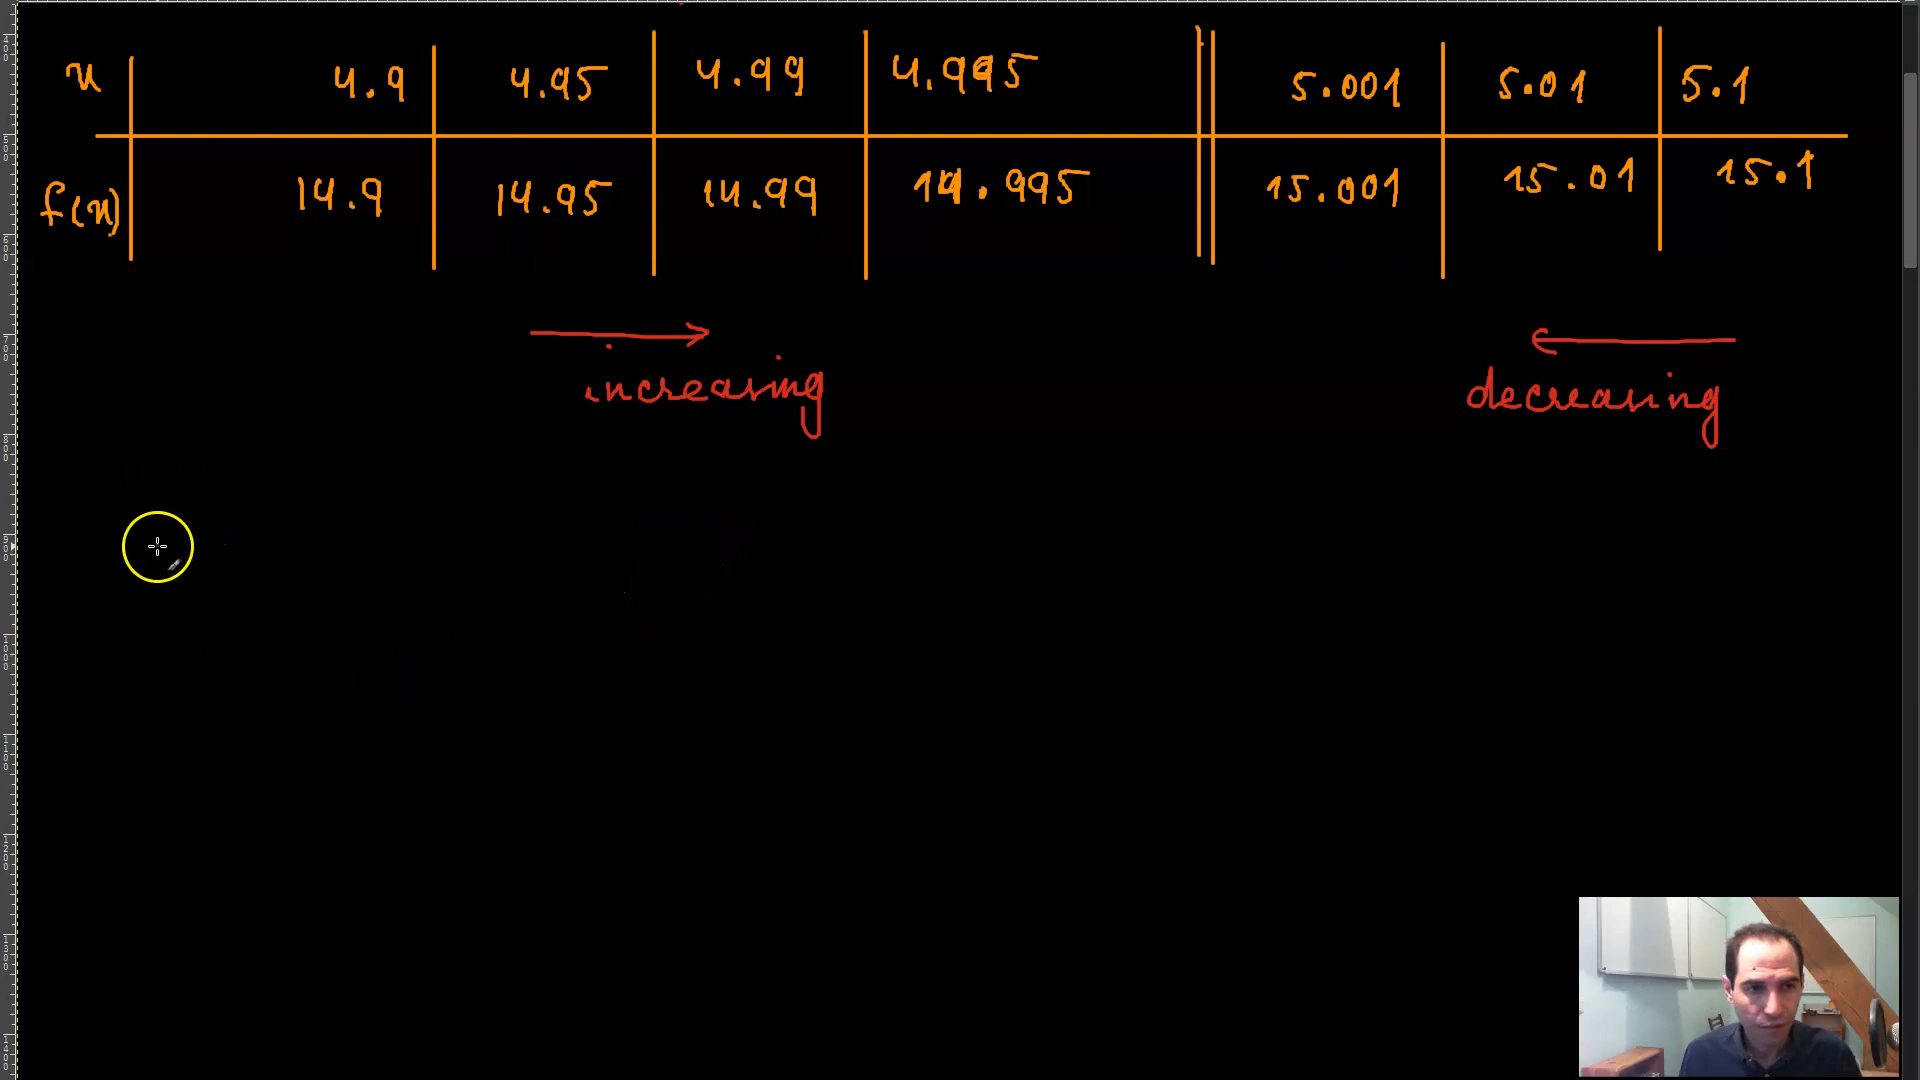 x 4.9 4.95 4.99 4.995 5.001 5.01 5.1
f(x) 14.9 14.95 14.99 14.995 15.001 15.01 15.1
increasing decreasing